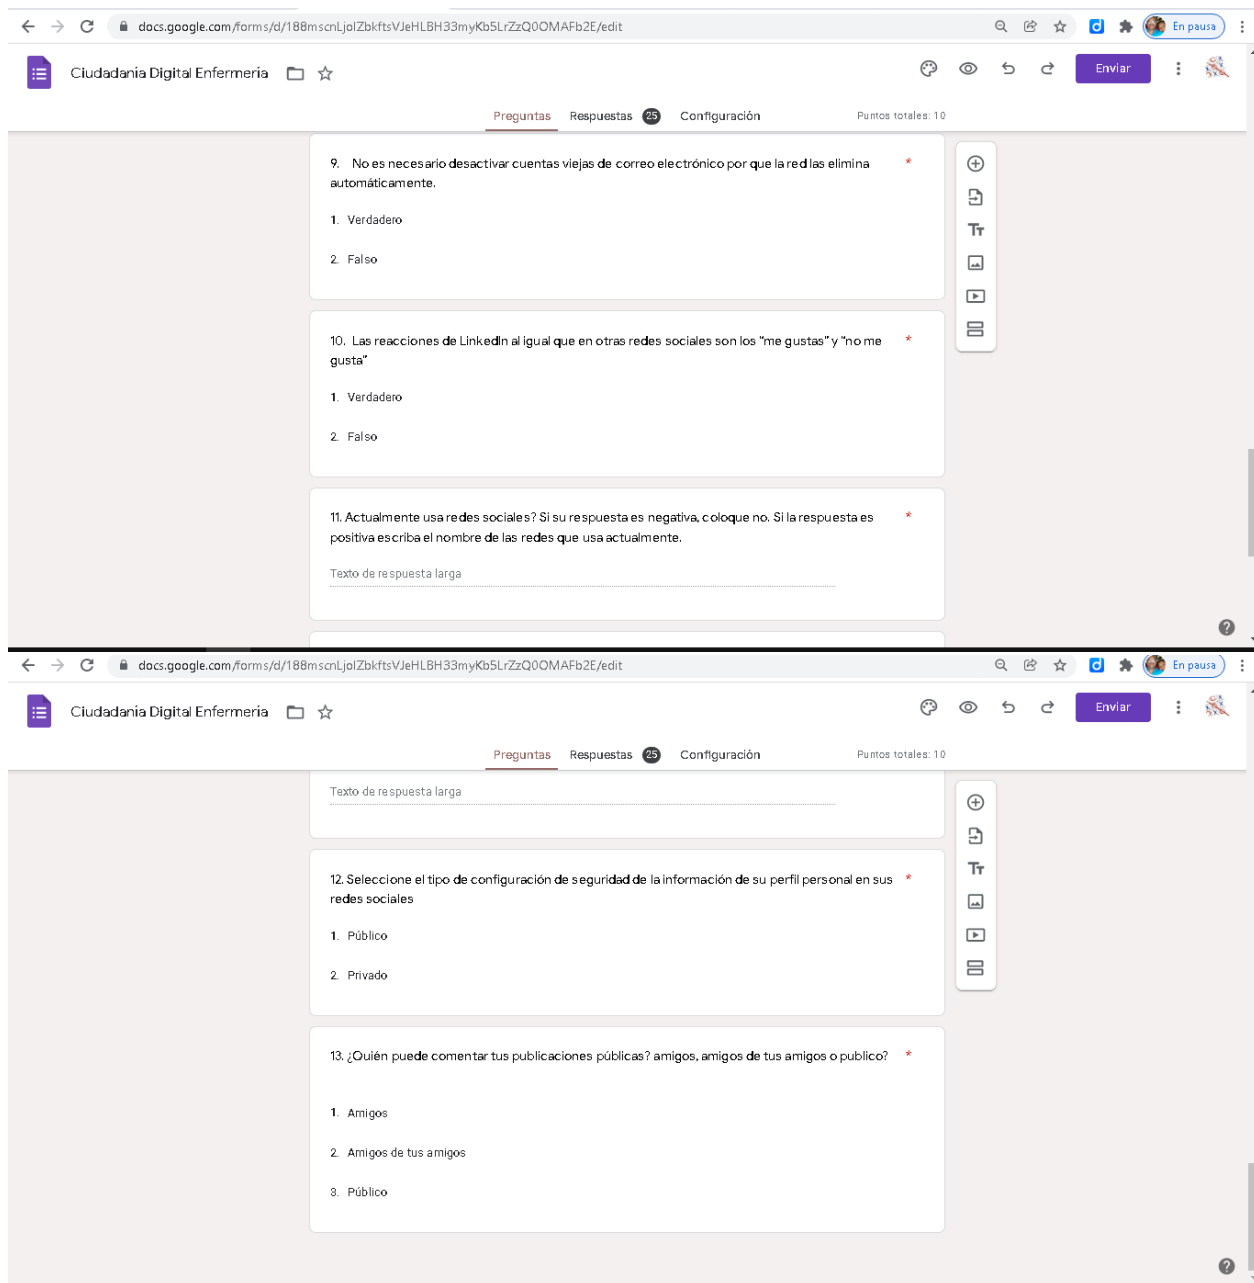 docs.google.com/forms/d/188mscnLjolZbkftsVJeHLBH33myKb5LrZzQ0OMAFb2E/edit
d
En pausa
Ciudadania Digital Enfermeria
Enviar
Preguntas Respuestas 25 Configuración Puntos totales: 10
9. No es necesario desactivar cuentas viejas de correo electrónico por que la red las elimina *
automáticamente.
1. Verdadero
2. Falso
10. Las reacciones de LinkedIn al igual que en otras redes sociales son los "me gustas" y "no me *
gusta"
1. Verdadero
2. Falso
11. Actualmente usa redes sociales? Si su respuesta es negativa, coloque no. Si la respuesta es *
positiva escriba el nombre de las redes que usa actualmente.
Texto de respuesta larga
docs.google.com/forms/d/188mscnLjolZbkftsVJeHLBH33myKb5LrZzQ0OMAFb2E/edit
d
En pausa
Ciudadania Digital Enfermeria
Enviar
Preguntas Respuestas 25 Configuración Puntos totales: 10
Texto de respuesta larga
12. Seleccione el tipo de configuración de seguridad de la información de su perfil personal en sus *
redes sociales
1. Público
2. Privado
13. ¿Quién puede comentar tus publicaciones públicas? amigos, amigos de tus amigos o publico? *
1. Amigos
2. Amigos de tus amigos
3. Público